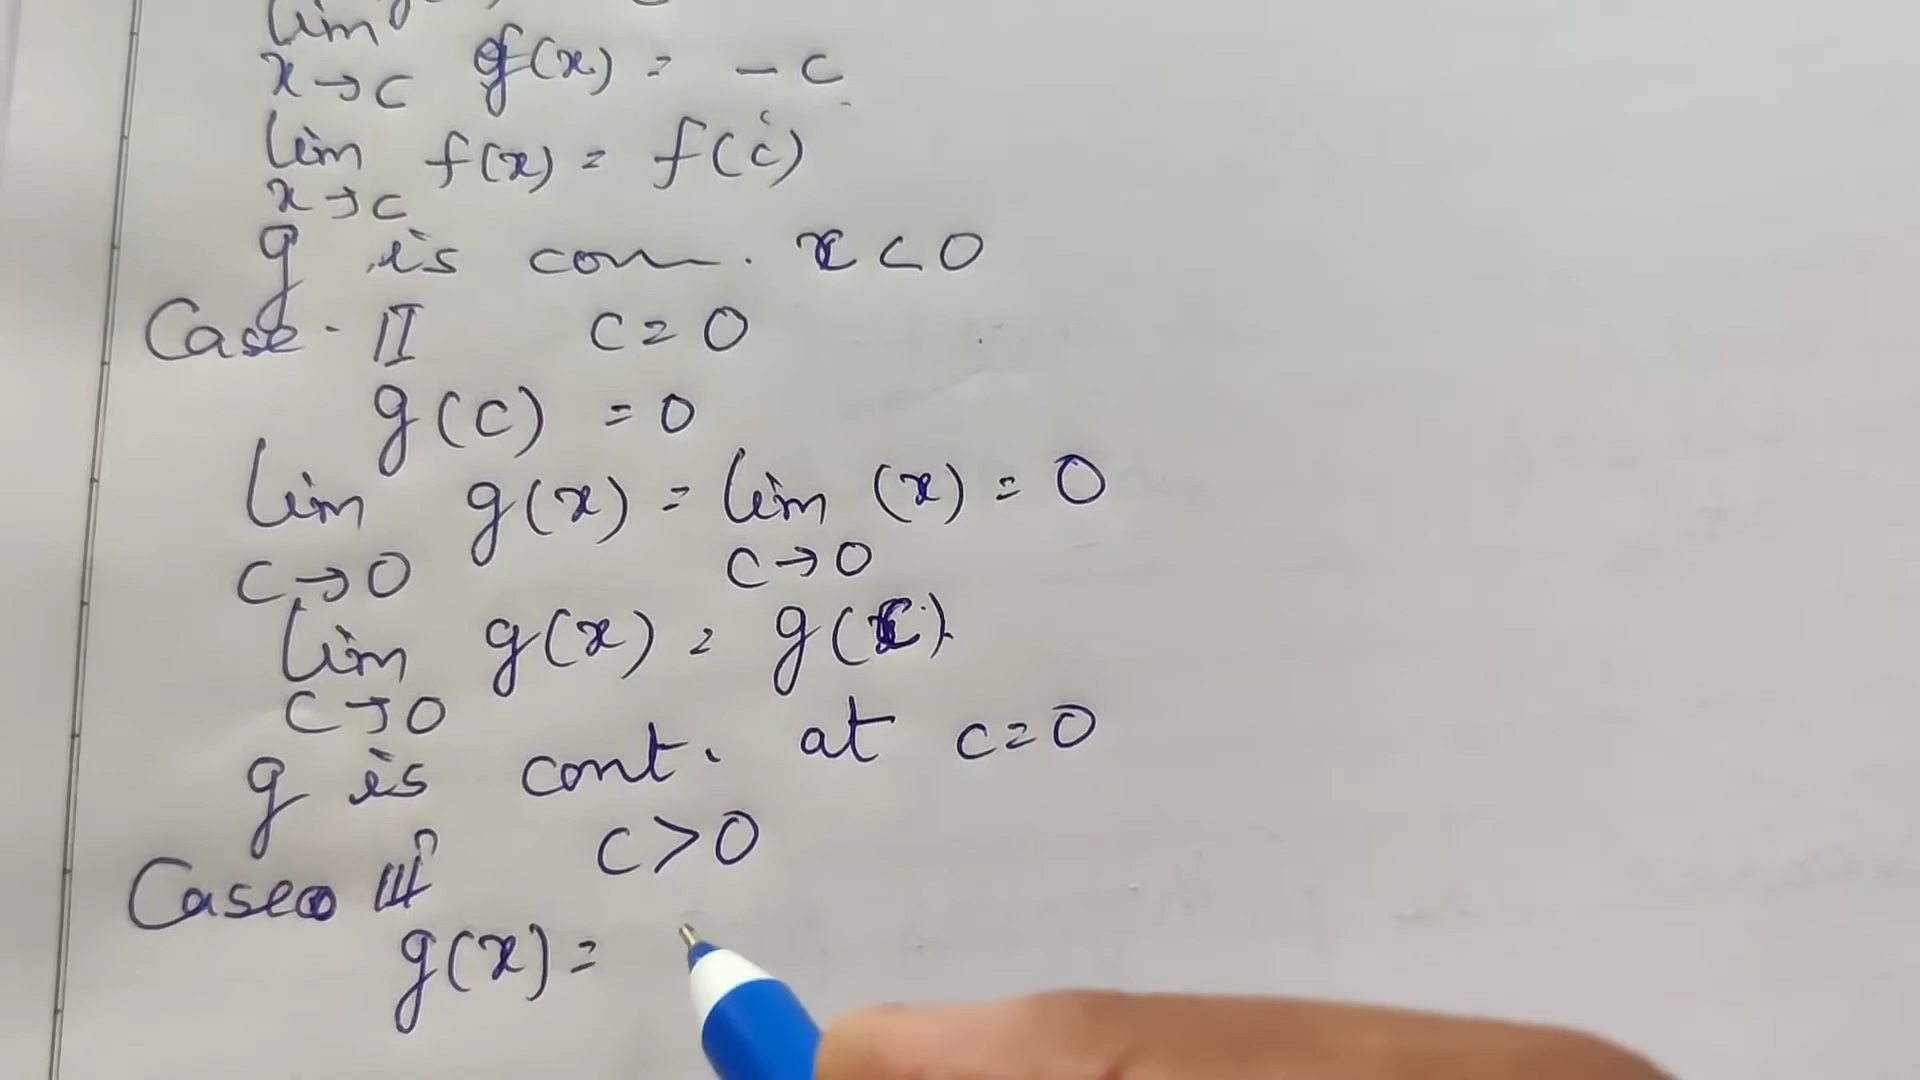 lim g(x) = - c
x→c
lim f(x) = f(c)
x→c
g is con. x<0
Case - II c=0
g(c) = 0
lim g(x) = lim (x) = 0
c→0 c→0
lim g(x) = g(c)
c→0
g is cont. at c=0
Case III c>0
g(x) =